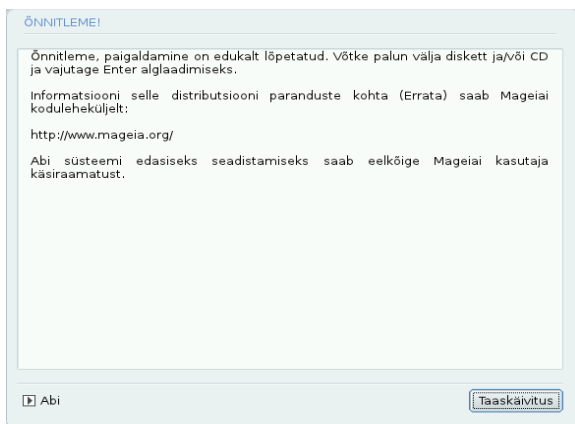 ÕNNITLEME!
Õnnitleme, paigaldamine on edukalt lõpetatud. Võtke palun välja diskett ja/või CD
ja vajutage Enter alglaadimiseks.
Informatsiooni selle distributsiooni paranduste kohta (Errata) saab Mageiai
koduleheküljelt:
http://www.mageia.org/
Abi süsteemi edasiseks seadistamiseks saab eelkõige Mageiai kasutaja
käsiraamatust.
Abi
Taaskäivitus